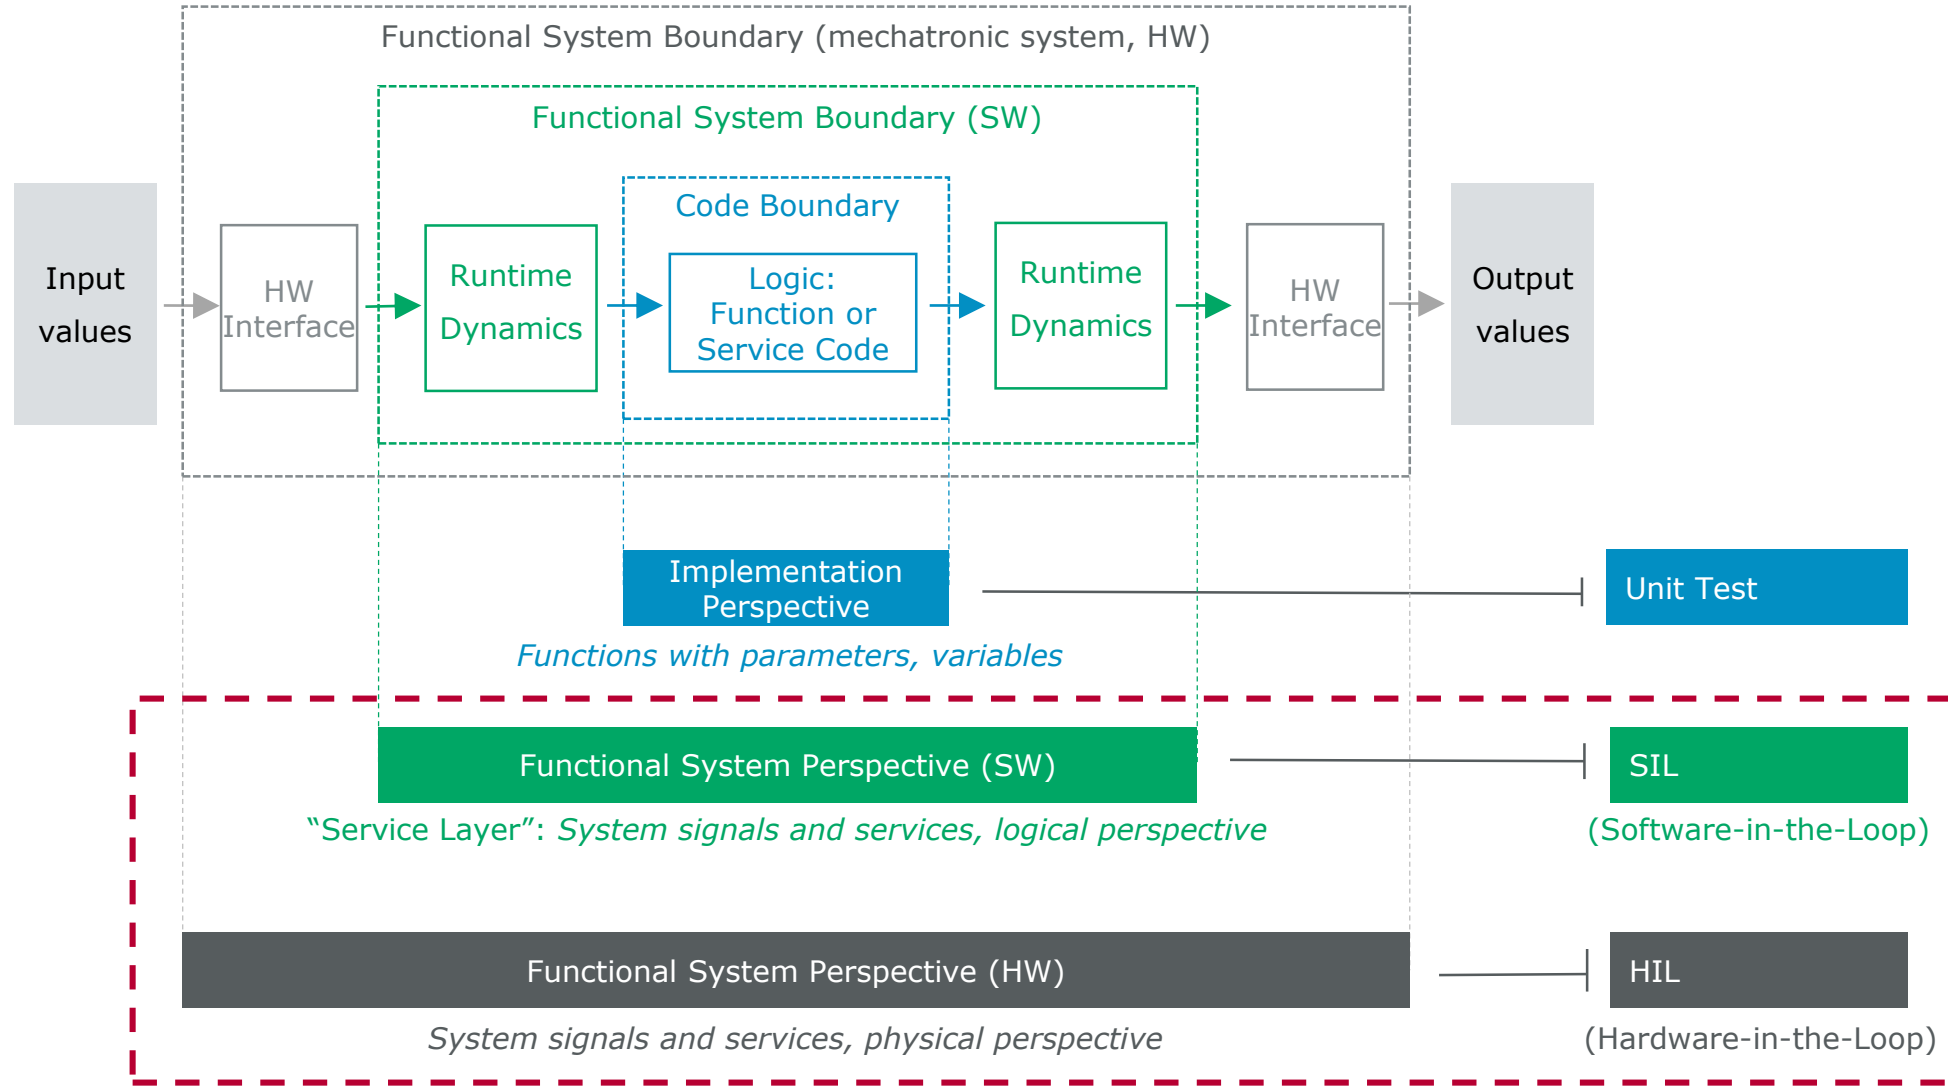 Functional System Boundary (mechatronic system, HW)
Functional System Boundary (SW)
Code Boundary
Input
values
HW
Interface
Runtime
Dynamics
Logic:
Function or
Service Code
Runtime
Dynamics
HW
Interface
Output
values
Implementation
Perspective
Unit Test
Functions with parameters, variables
Functional System Perspective (SW)
SIL
“Service Layer”: System signals and services, logical perspective
(Software-in-the-Loop)
Functional System Perspective (HW)
HIL
System signals and services, physical perspective
(Hardware-in-the-Loop)